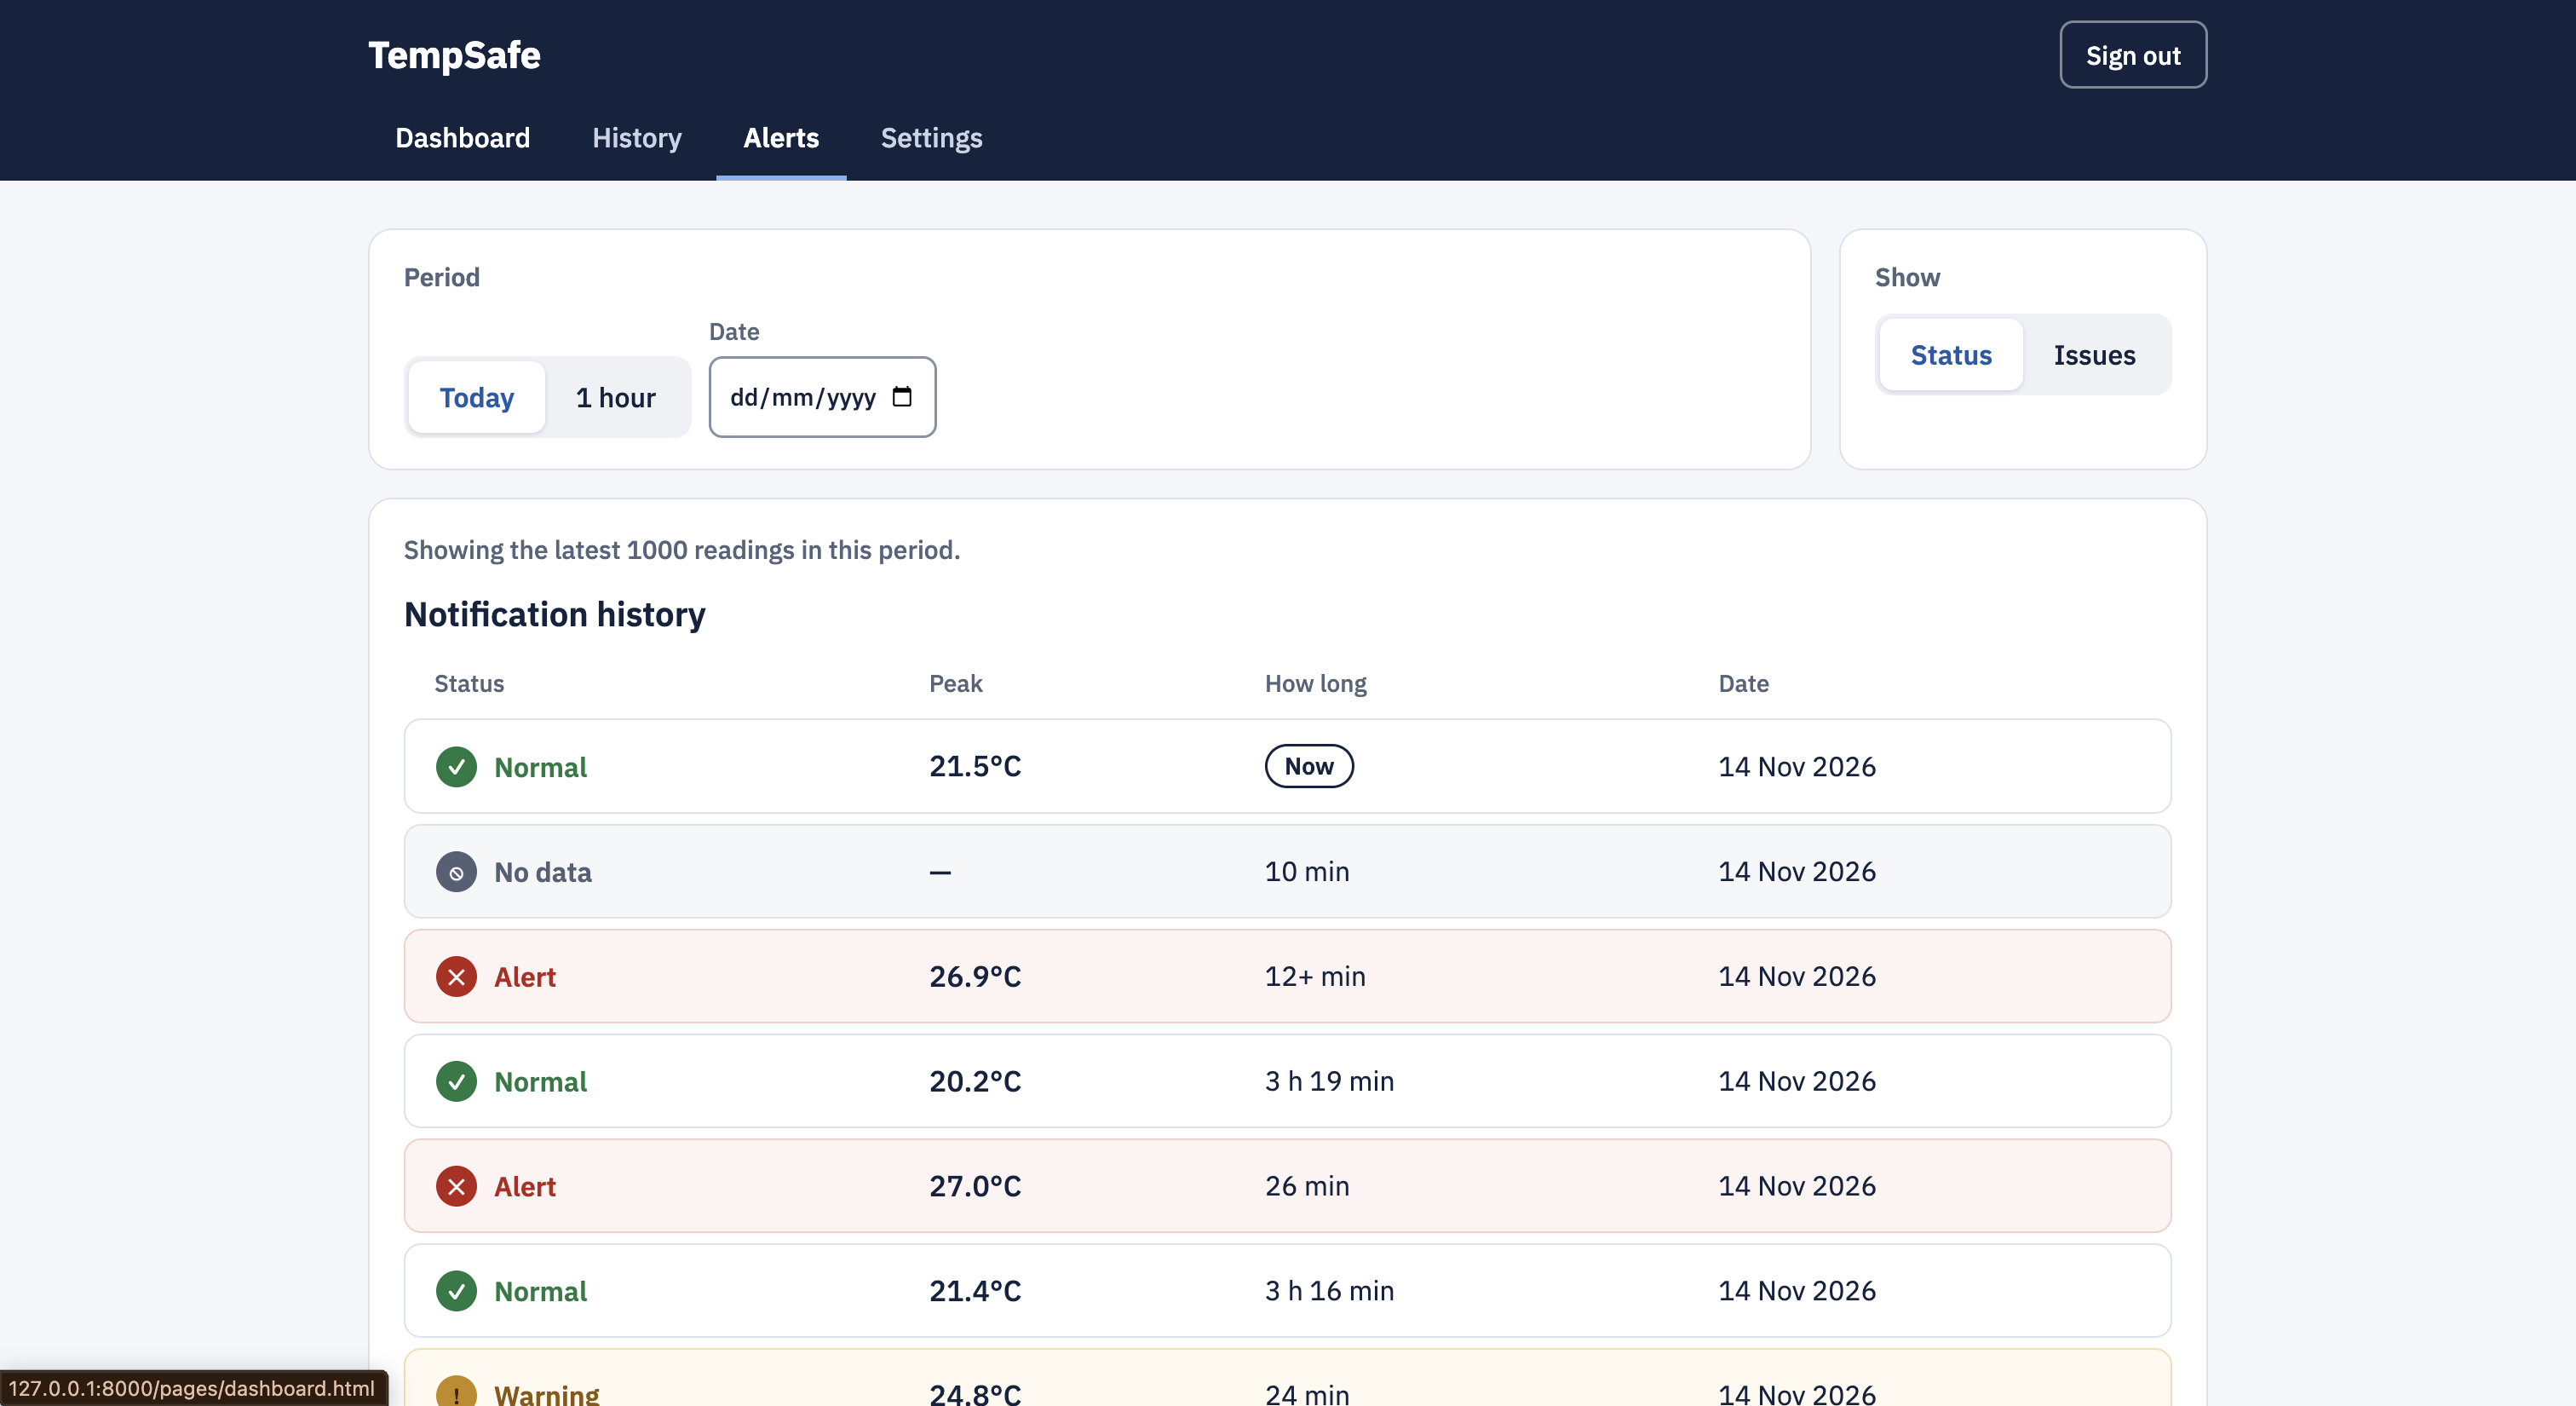 TempSafe
Sign out
Dashboard History Alerts Settings
Period
Show
Date
Status Issues
Today 1 hour dd/mm/yyyy
Showing the latest 1000 readings in this period.
Notification history
Status Peak How long Date
Normal 21.5°C Now 14 Nov 2026
No data — 10 min 14 Nov 2026
Alert 26.9°C 12+ min 14 Nov 2026
Normal 20.2°C 3 h 19 min 14 Nov 2026
Alert 27.0°C 26 min 14 Nov 2026
Normal 21.4°C 3 h 16 min 14 Nov 2026
Warning 24.8°C 24 min 14 Nov 2026
127.0.0.1:8000/pages/dashboard.html